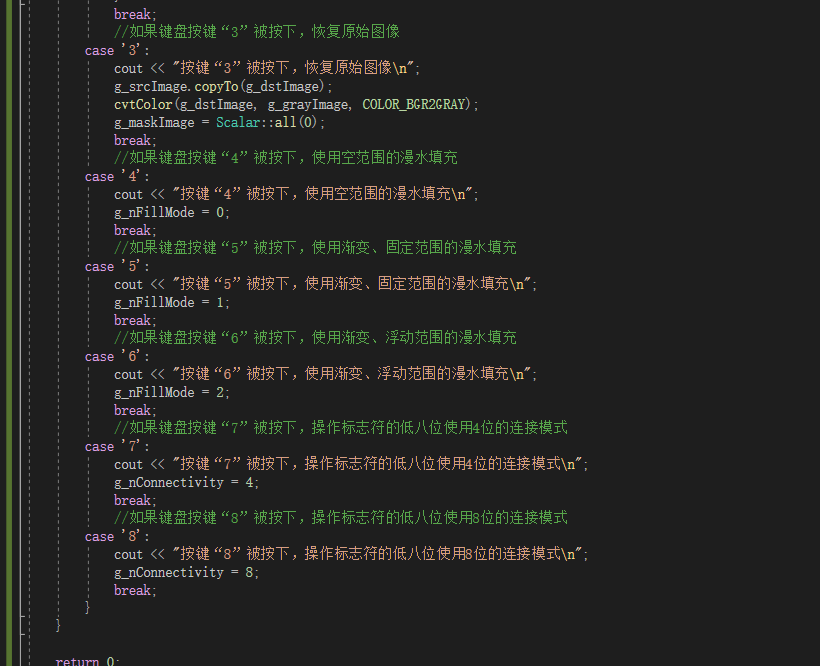 break;
//如果键盘按键“3”被按下，恢复原始图像
case '3':
cout << "按键“3”被按下，恢复原始图像\n";
g_srcImage.copyTo(g_dstImage);
cvtColor(g_dstImage, g_grayImage, COLOR_BGR2GRAY);
g_maskImage = Scalar::all(0);
break;
//如果键盘按键“4”被按下，使用空范围的漫水填充
case '4':
cout << "按键“4”被按下，使用空范围的漫水填充\n";
g_nFillMode = 0;
break;
//如果键盘按键“5”被按下，使用渐变、固定范围的漫水填充
case '5':
cout << "按键“5”被按下，使用渐变、固定范围的漫水填充\n";
g_nFillMode = 1;
break;
//如果键盘按键“6”被按下，使用渐变、浮动范围的漫水填充
case '6':
cout << "按键“6”被按下，使用渐变、浮动范围的漫水填充\n";
g_nFillMode = 2;
break;
//如果键盘按键“7”被按下，操作标志符的低八位使用4位的连接模式
case '7':
cout << "按键“7”被按下，操作标志符的低八位使用4位的连接模式\n";
g_nConnectivity = 4;
break;
//如果键盘按键“8”被按下，操作标志符的低八位使用8位的连接模式
case '8':
cout << "按键“8”被按下，操作标志符的低八位使用8位的连接模式\n";
g_nConnectivity = 8;
break;
}
}
return 0;